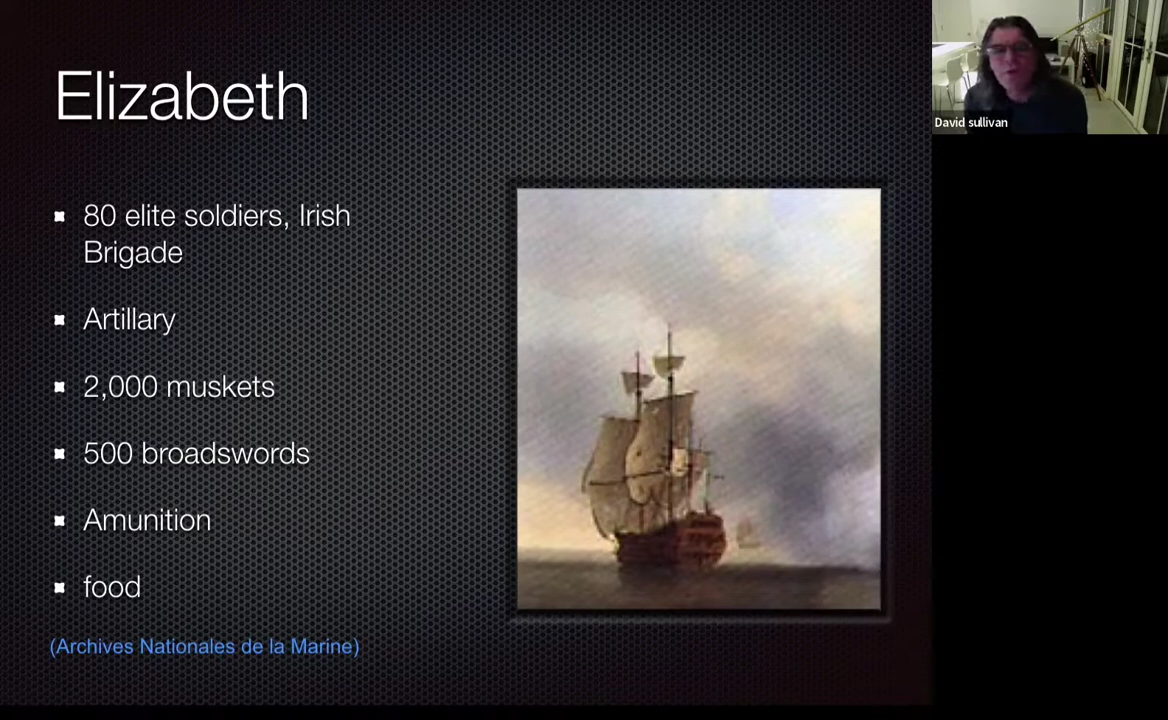 Elizabeth
80 elite soldiers, Irish
Brigade
Artillary
2,000 muskets
500 broadswords
Amunition
food
(Archives Nationales de la Marine)
David sullivan